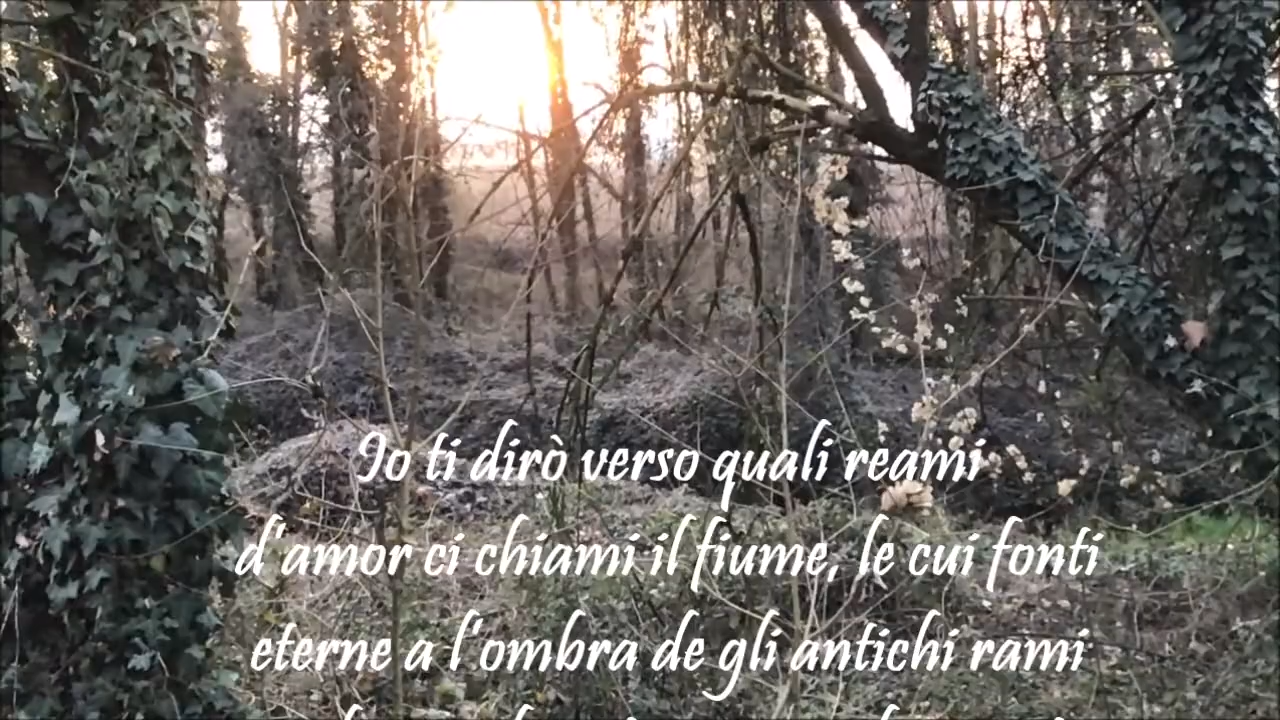 Io ti dirò verso quali reami
d'amor ci chiami il fiume, le cui fonti
eterne a l'ombra de gli antichi rami